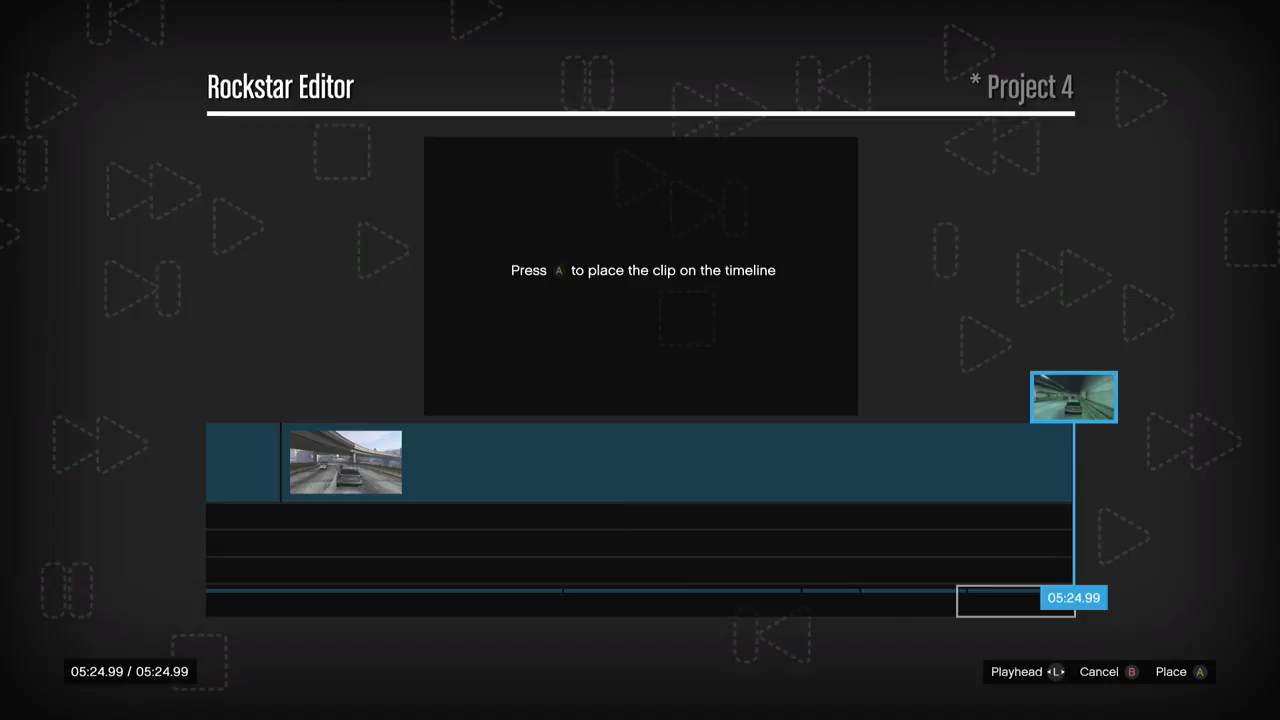 Rockstar Editor
* Project 4
Press A to place the clip on the timeline
05:24.99
05:24.99 / 05:24.99
Playhead L Cancel B Place A